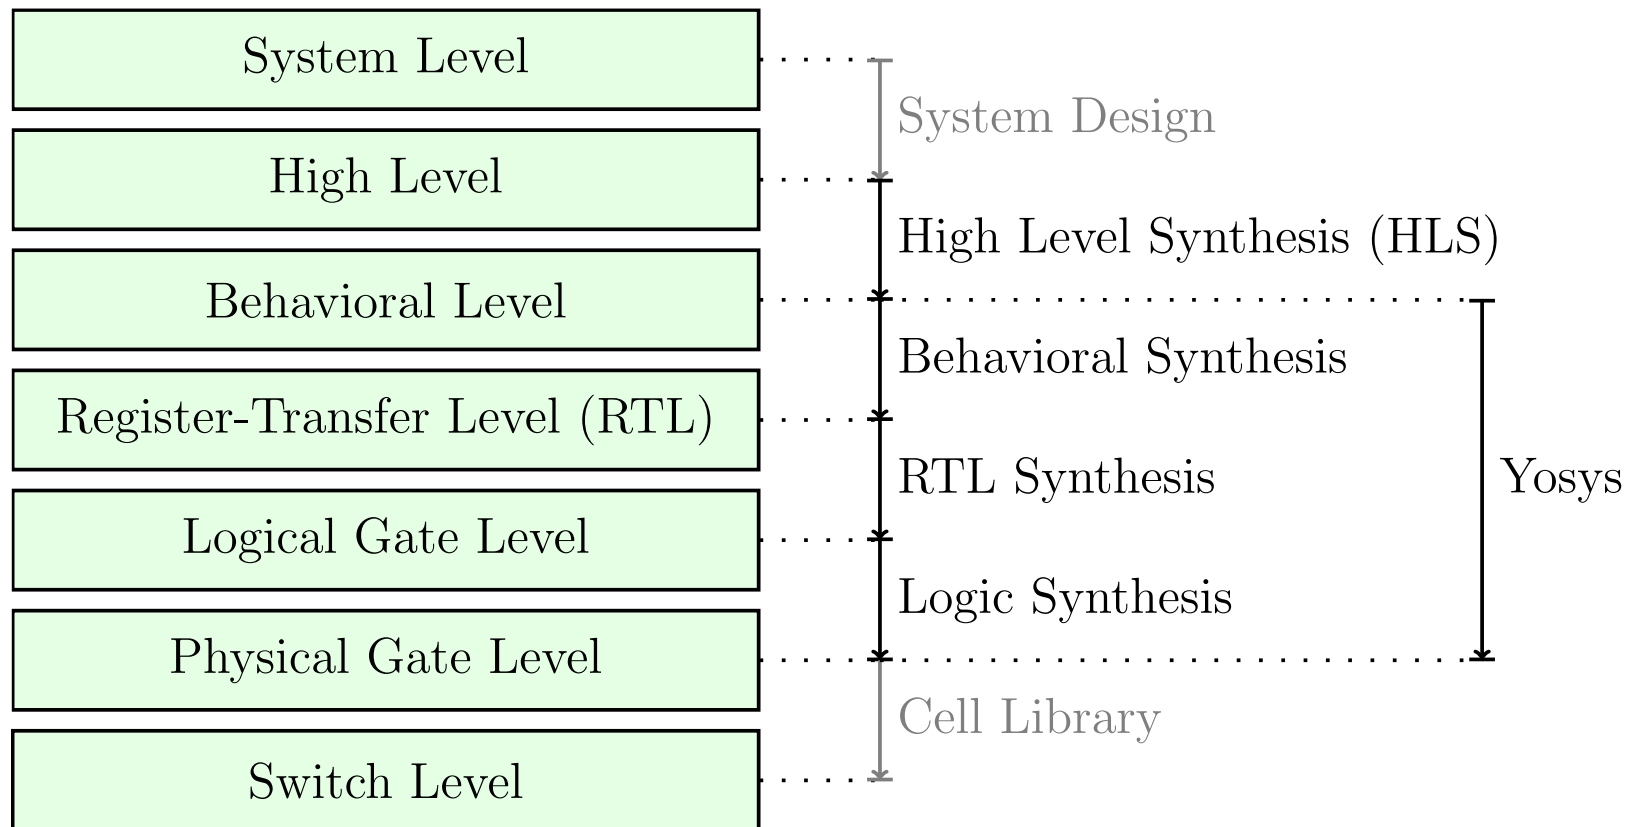 System Level
System Design
High Level
High Level Synthesis (HLS)
Behavioral Level
Behavioral Synthesis
Register-Transfer Level (RTL)
RTL Synthesis
Yosys
Logical Gate Level
Logic Synthesis
Physical Gate Level
Cell Library
Switch Level